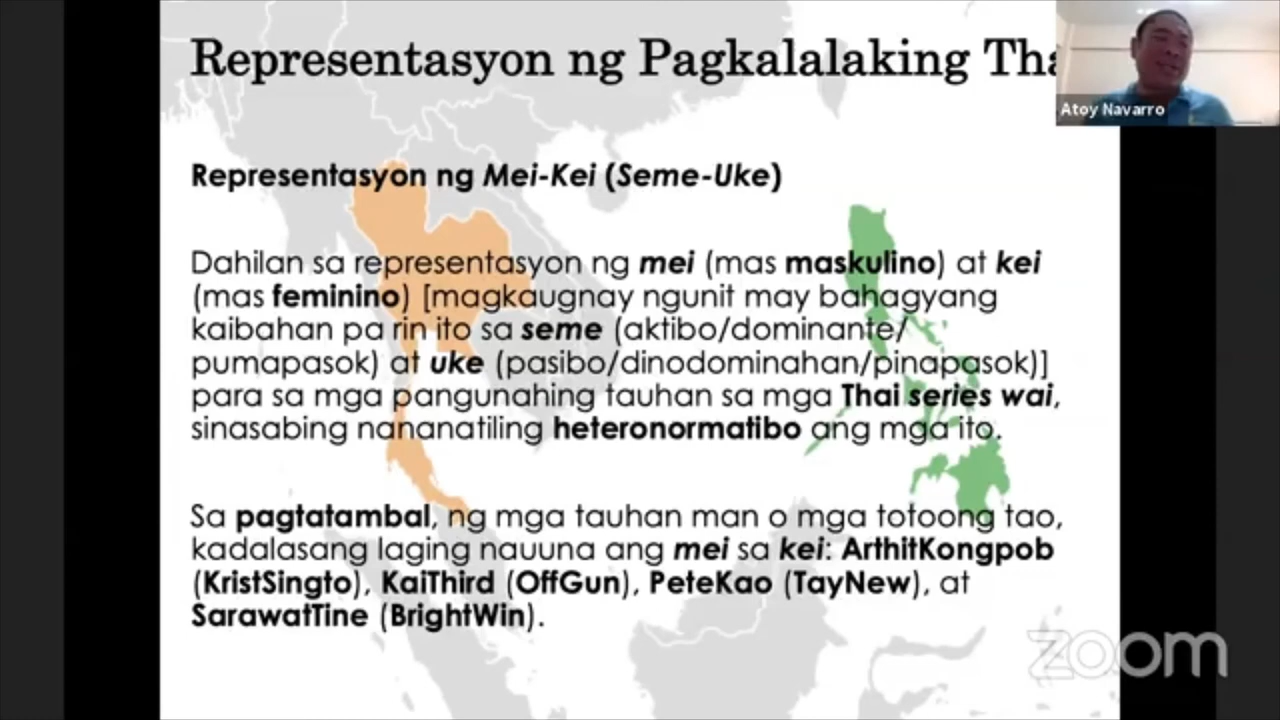 Representasyon ng Pagkalalaking Tha
Atoy Navarro
Representasyon ng Mei-Kei (Seme-Uke)
Dahilan sa representasyon ng mei (mas maskulino) at kei
(mas feminino) [magkaugnay ngunit may bahagyang
kaibahan pa rin ito sa seme (aktibo/dominante/
pumapasok) at uke (pasibo/dinodominahan/pinapasok)]
para sa mga pangunahing tauhan sa mga Thai series wai,
sinasabing nananatiling heteronormatibo ang mga ito.
Sa pagtatambal, ng mga tauhan man o mga totoong tao,
kadalasang laging nauuna ang mei sa kei: ArthitKongpob
(KristSingto), KaiThird (OffGun), PeteKao (TayNew), at
SarawatTine (BrightWin).
zoom